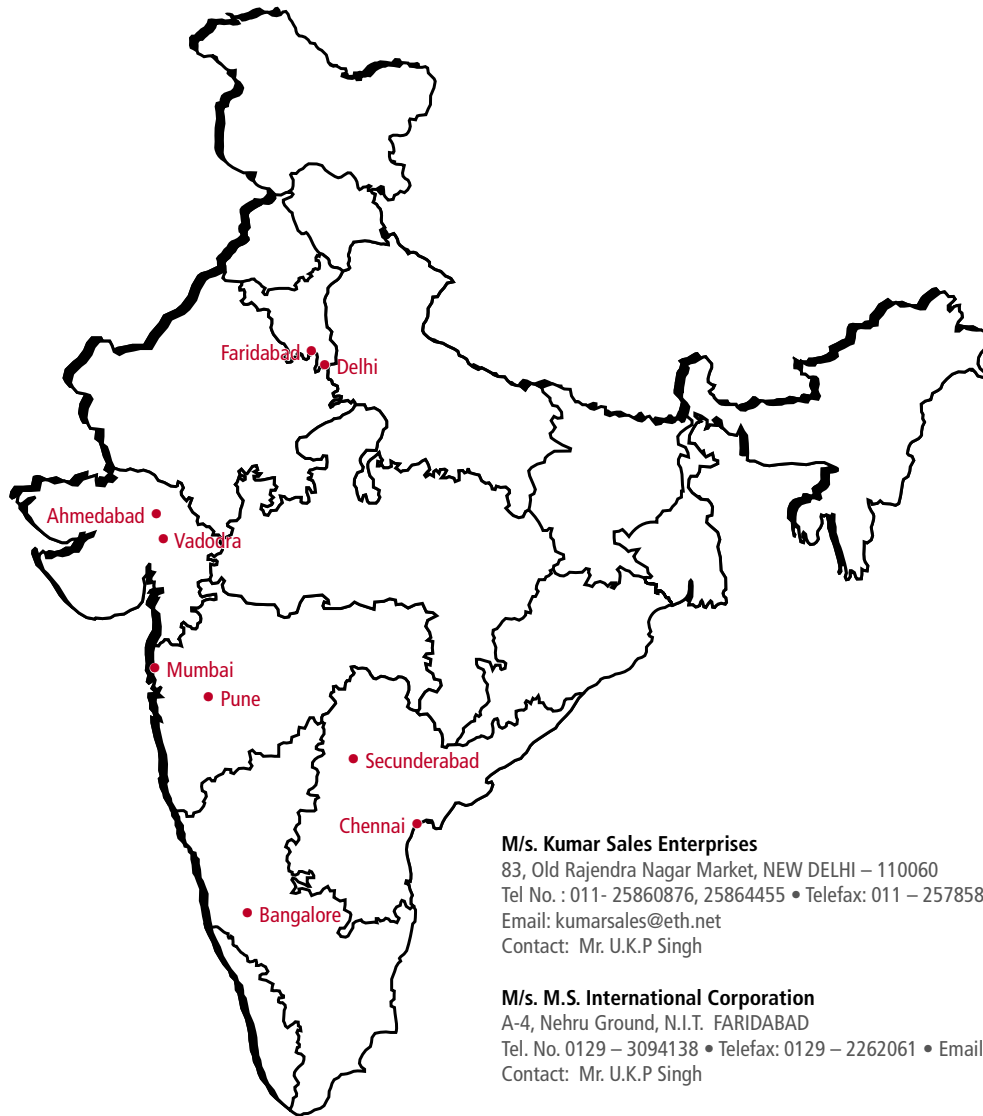 Faridabad
Delhi
Ahmedabad
Vadodra
Mumbai
Pune
Secunderabad
Chennai
Bangalore
M/s. Kumar Sales Enterprises
83, Old Rajendra Nagar Market, NEW DELHI – 110060
Tel No. : 011- 25860876, 25864455 • Telefax: 011 – 257858
Email: kumarsales@eth.net
Contact: Mr. U.K.P Singh
M/s. M.S. International Corporation
A-4, Nehru Ground, N.I.T. FARIDABAD
Tel. No. 0129 – 3094138 • Telefax: 0129 – 2262061 • Email
Contact: Mr. U.K.P Singh